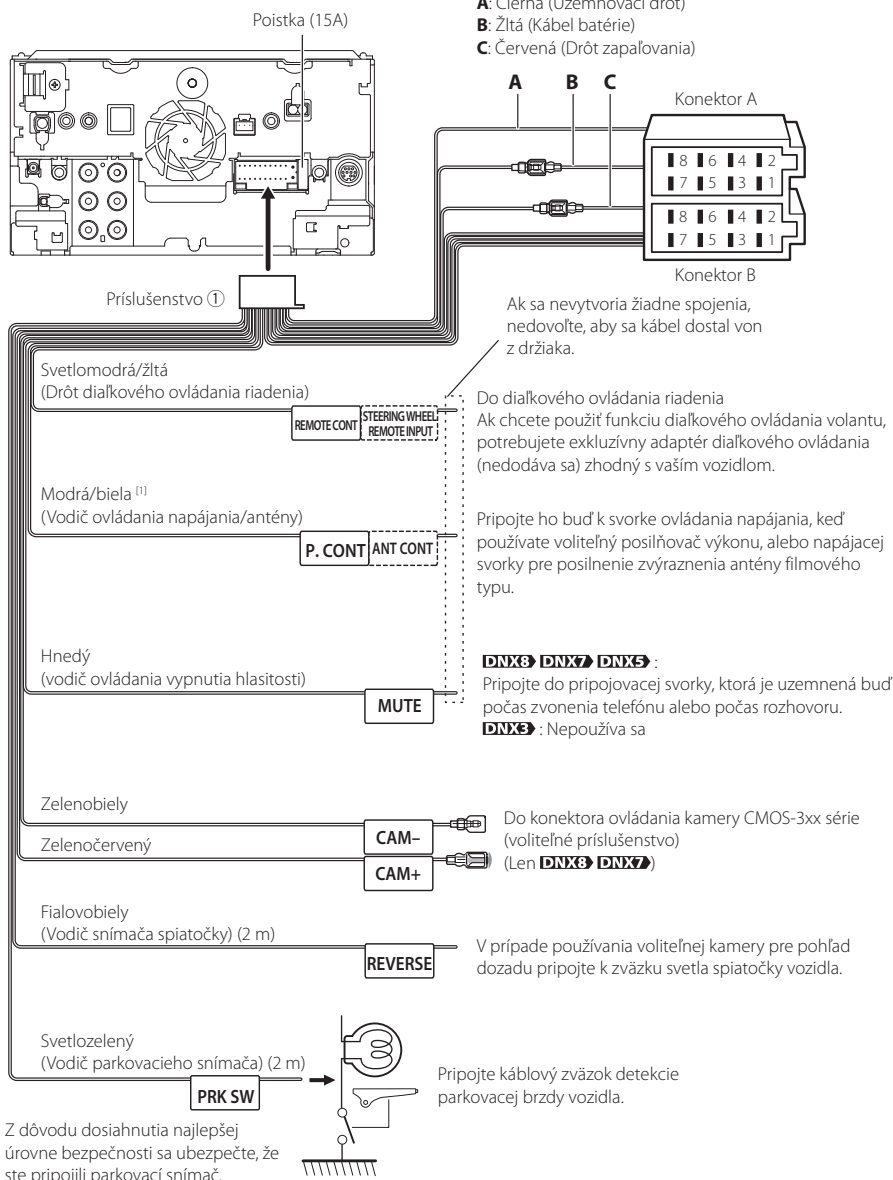 A: Čierna (Uzemňovací drôt)
B: Žltá (Kábel batérie)
C: Červená (Drôt zapaľovania)
Poistka (15A)
A B C
Konektor A
8 6 4 2
7 5 3 1
8 6 4 2
7 5 3 1
Konektor B
Príslušenstvo ①
Ak sa nevytvoria žiadne spojenia,
nedovoľte, aby sa kábel dostal von
z držiaka.
Svetlomodrá/žltá
(Drôt diaľkového ovládania riadenia)
REMOTE CONT
STEERING WHEEL
REMOTE INPUT
Do diaľkového ovládania riadenia
Ak chcete použiť funkciu diaľkového ovládania volantu,
potrebujete exkluzívny adaptér diaľkového ovládania
(nedodáva sa) zhodný s vaším vozidlom.
Modrá/biela [1]
(Vodič ovládania napájania/antény)
P. CONT
ANT CONT
Pripojte ho buď k svorke ovládania napájania, keď
používate voliteľný posilňovač výkonu, alebo napájacej
svorky pre posilnenie zvýraznenia antény filmového
typu.
Hnedý
(vodič ovládania vypnutia hlasitosti)
MUTE
DNX8 DNX7 DNX5 :
Pripojte do pripojovacej svorky, ktorá je uzemnená buď
počas zvonenia telefónu alebo počas rozhovoru.
DNX3 : Nepoužíva sa
Zelenobiely
CAM–
Zelenočervený
CAM+
Do konektora ovládania kamery CMOS-3xx série
(voliteľné príslušenstvo)
(Len DNX8 DNX7)
Fialovobiely
(Vodič snímača spiatočky) (2 m)
REVERSE
V prípade používania voliteľnej kamery pre pohľad
dozadu pripojte k zväzku svetla spiatočky vozidla.
Svetlozelený
(Vodič parkovacieho snímača) (2 m)
PRK SW
Pripojte káblový zväzok detekcie
parkovacej brzdy vozidla.
Z dôvodu dosiahnutia najlepšej
úrovne bezpečnosti sa ubezpečte, že
ste pripojili parkovací snímač.